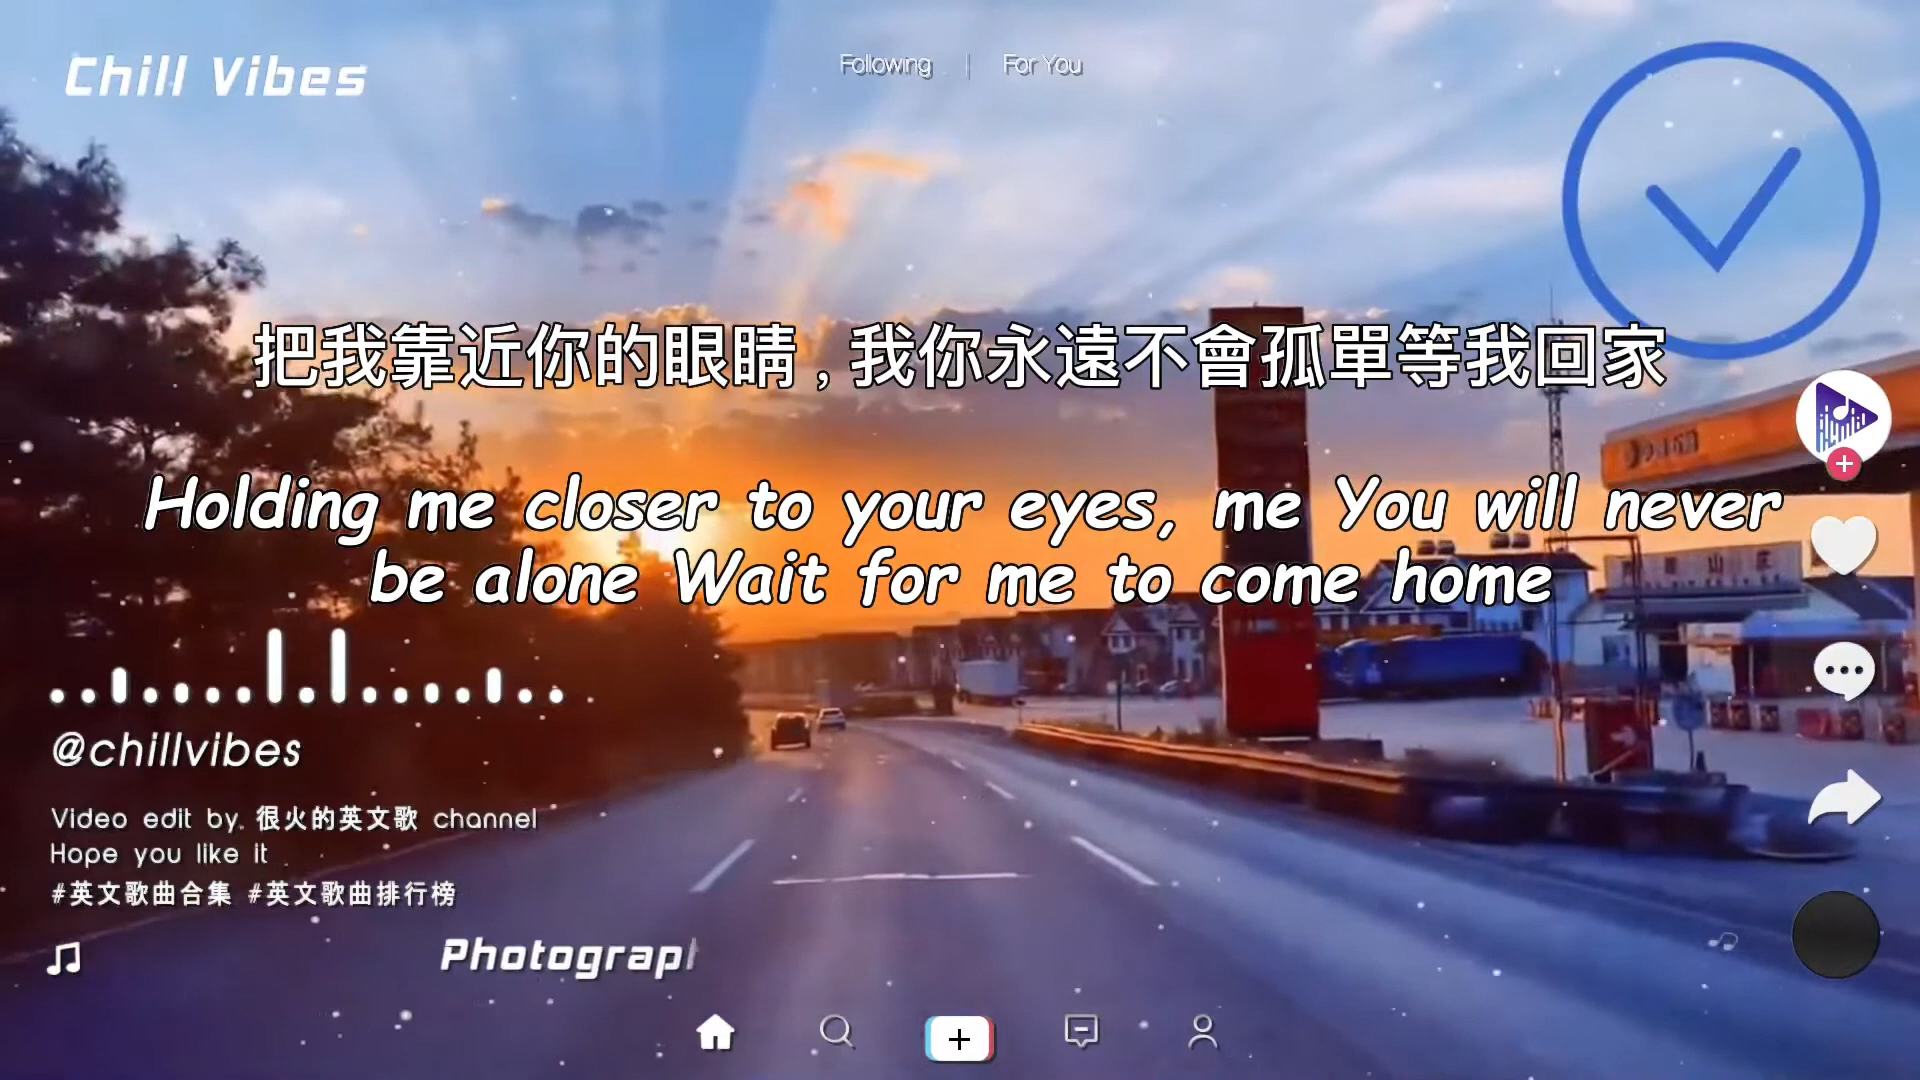 Chill Vibes
Following | For You
把我靠近你的眼睛 , 我你永遠不會孤單等我回家
Holding me closer to your eyes, me You will never
be alone Wait for me to come home
@chillvibes
Video edit by. 很火的英文歌 channel
Hope you like it
#英文歌曲合集 #英文歌曲排行榜